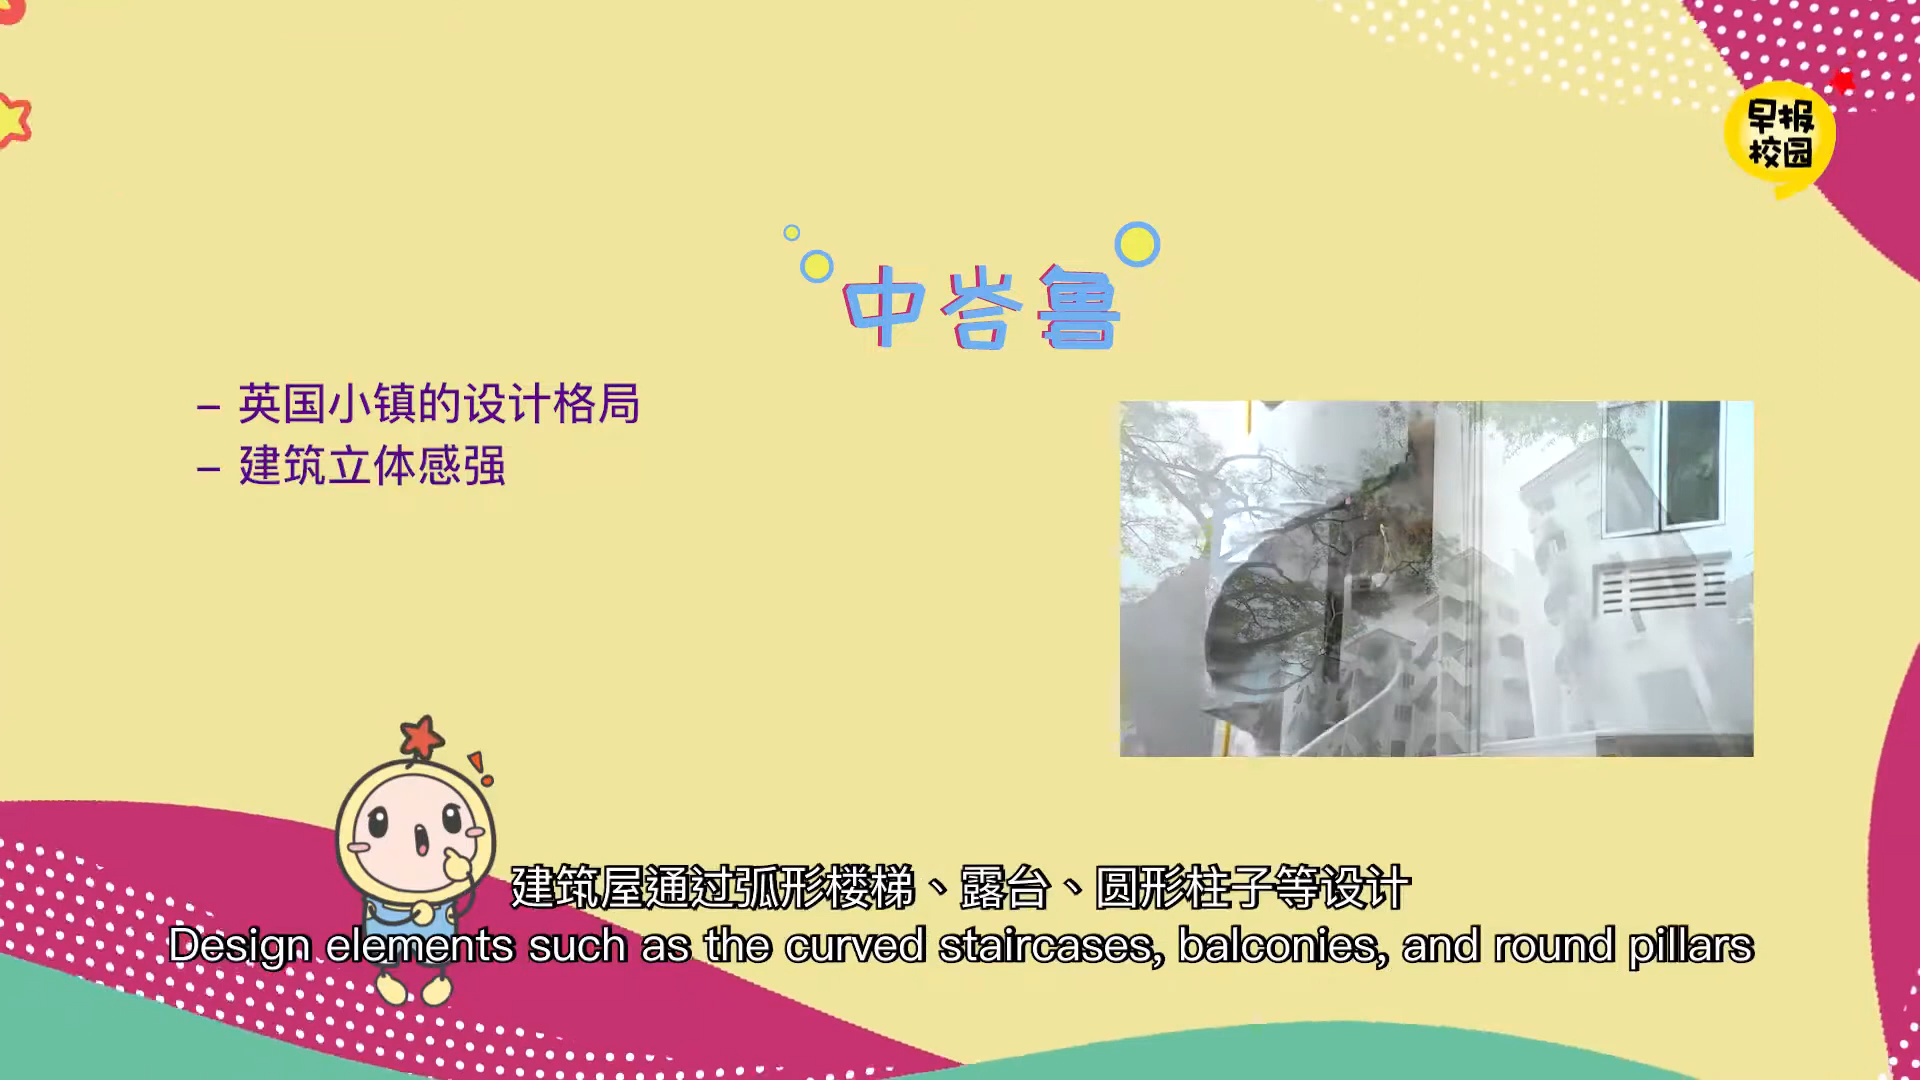 早报
校园
中峇鲁
– 英国小镇的设计格局
– 建筑立体感强
建筑屋通过弧形楼梯、露台、圆形柱子等设计
Design elements such as the curved staircases, balconies, and round pillars